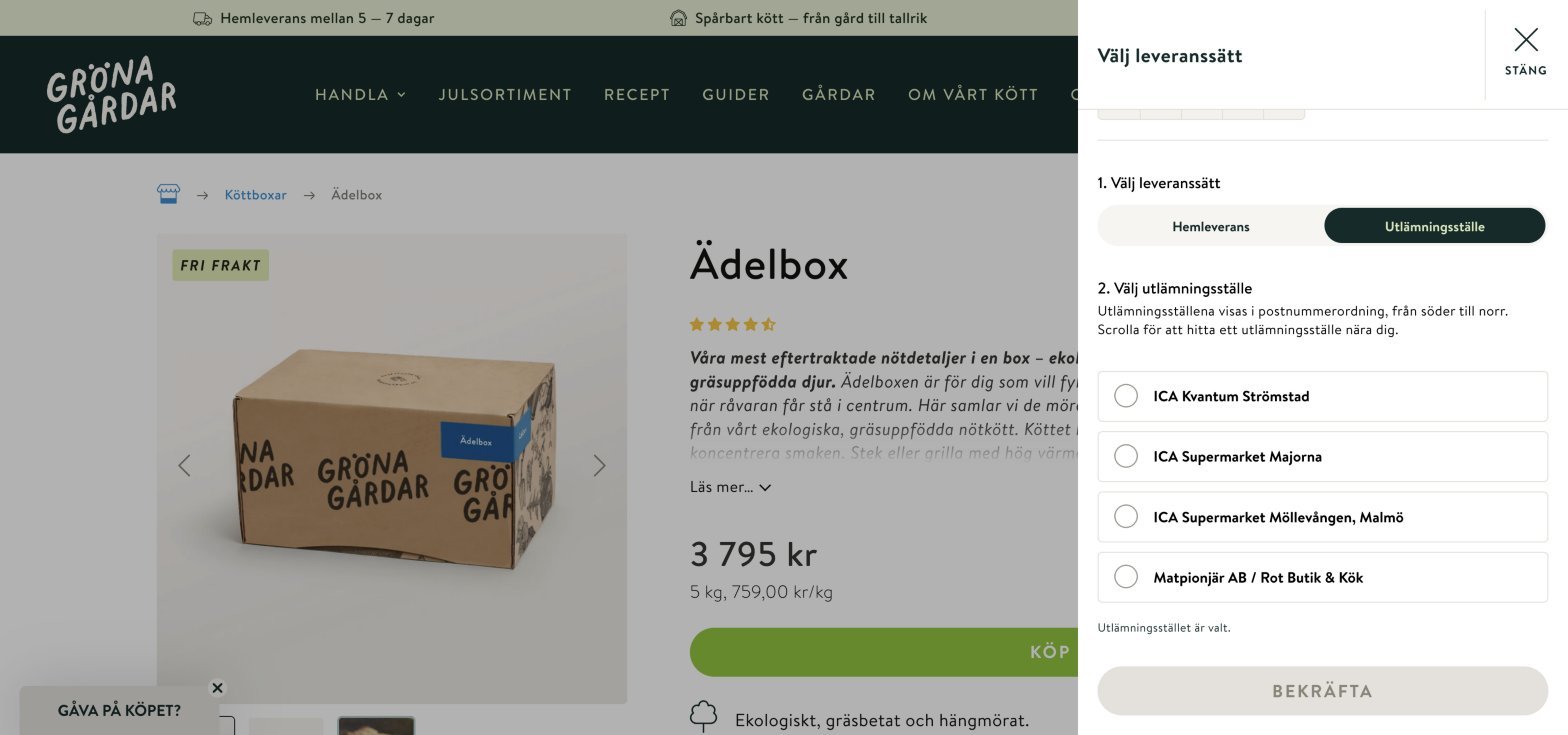 Hemleverans mellan 5 – 7 dagar
Spårbart kött – från gård till tallrik
GRÖNA
GÅRDAR
HANDLA
JULSORTIMENT
RECEPT
GUIDER
GÅRDAR
OM VÅRT KÖTT
Köttboxar
Ädelbox
FRI FRAKT
Ädelbox
GRÖNA
GÅRDAR
Ädelbox
Våra mest eftertraktade nötdetaljer i en box – ekol
gräsuppfödda djur. Ädelboxen är för dig som vill fyl
när råvaran får stå i centrum. Här samlar vi de möra
från vårt ekologiska, gräsuppfödda nötkött. Köttet
koncentrera smaken. Stek eller grilla med hög värme
Läs mer...
3 795 kr
5 kg, 759,00 kr/kg
KÖP
Ekologiskt, gräsbetat och hängmörat.
GÅVA PÅ KÖPET?
Välj leveranssätt
STÄNG
1. Välj leveranssätt
Hemleverans
Utlämningsställe
2. Välj utlämningsställe
Utlämningsställena visas i postnummerordning, från söder till norr.
Scrolla för att hitta ett utlämningsställe nära dig.
ICA Kvantum Strömstad
ICA Supermarket Majorna
ICA Supermarket Möllevången, Malmö
Matpionjär AB / Rot Butik & Kök
Utlämningsstället är valt.
BEKRÄFTA